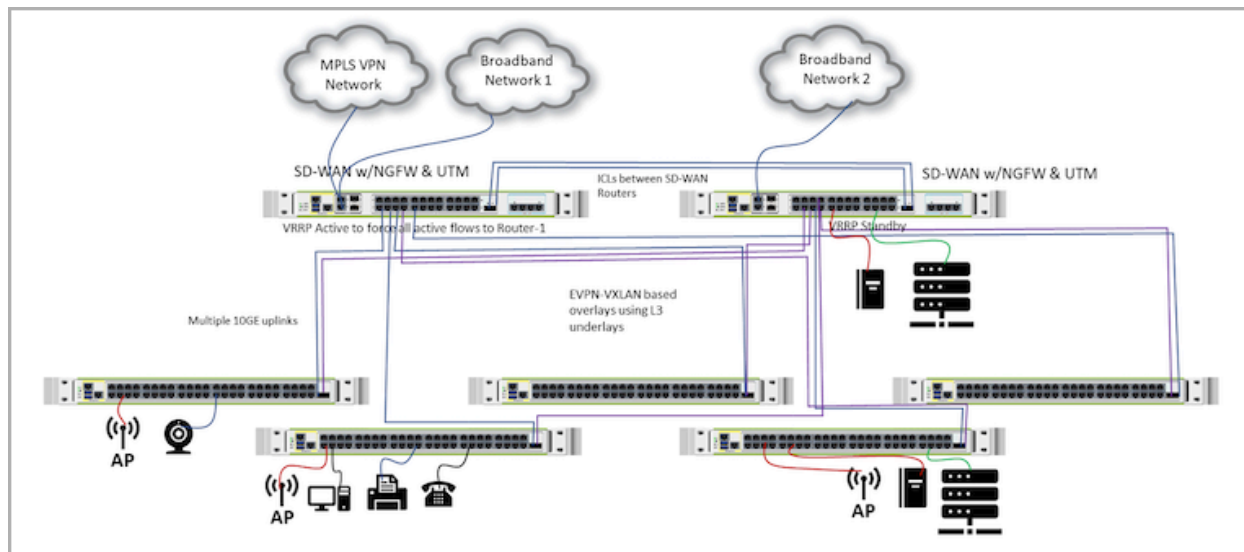 MPLS VPN
Network
Broadband
Network 1
Broadband
Network 2
SD-WAN w/NGFW & UTM
ICLs between SD-WAN
Routers
SD-WAN w/NGFW & UTM
VRRP Active to force all active flows to Router-1
VRRP Standby
EVPN-VXLAN based
overlays using L3
underlays
Multiple 10GE uplinks
AP
AP
AP